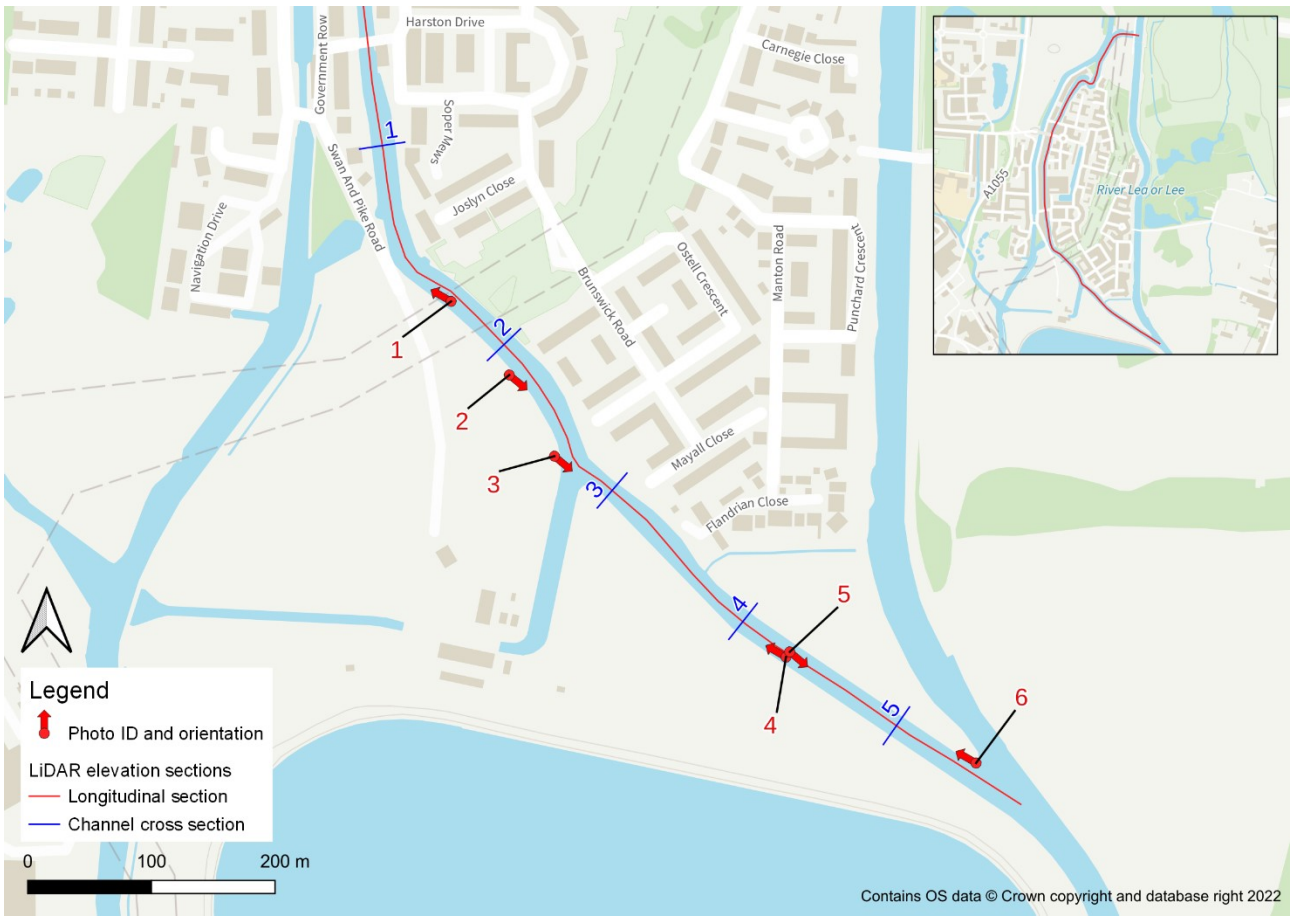 Harston Drive
Government Row
Carnegie Close
Soper Mews
1
Swan And Pike Road
Joslyn Close
Navigation Drive
A1055
River Lea or Lee
Ostell Crescent
Manton Road
Punchard Crescent
Brunswick Road
2
1
2
Mayall Close
3
3
Flandrian Close
4
5
5
6
4
Legend
Photo ID and orientation
LiDAR elevation sections
Longitudinal section
Channel cross section
0 100 200 m
Contains OS data © Crown copyright and database right 2022